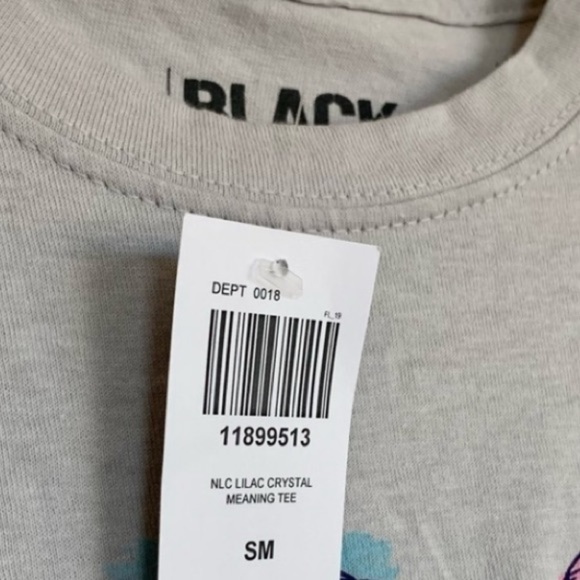 BLACK
DEPT 0018
FL_19
11899513
NLC LILAC CRYSTAL
MEANING TEE
SM